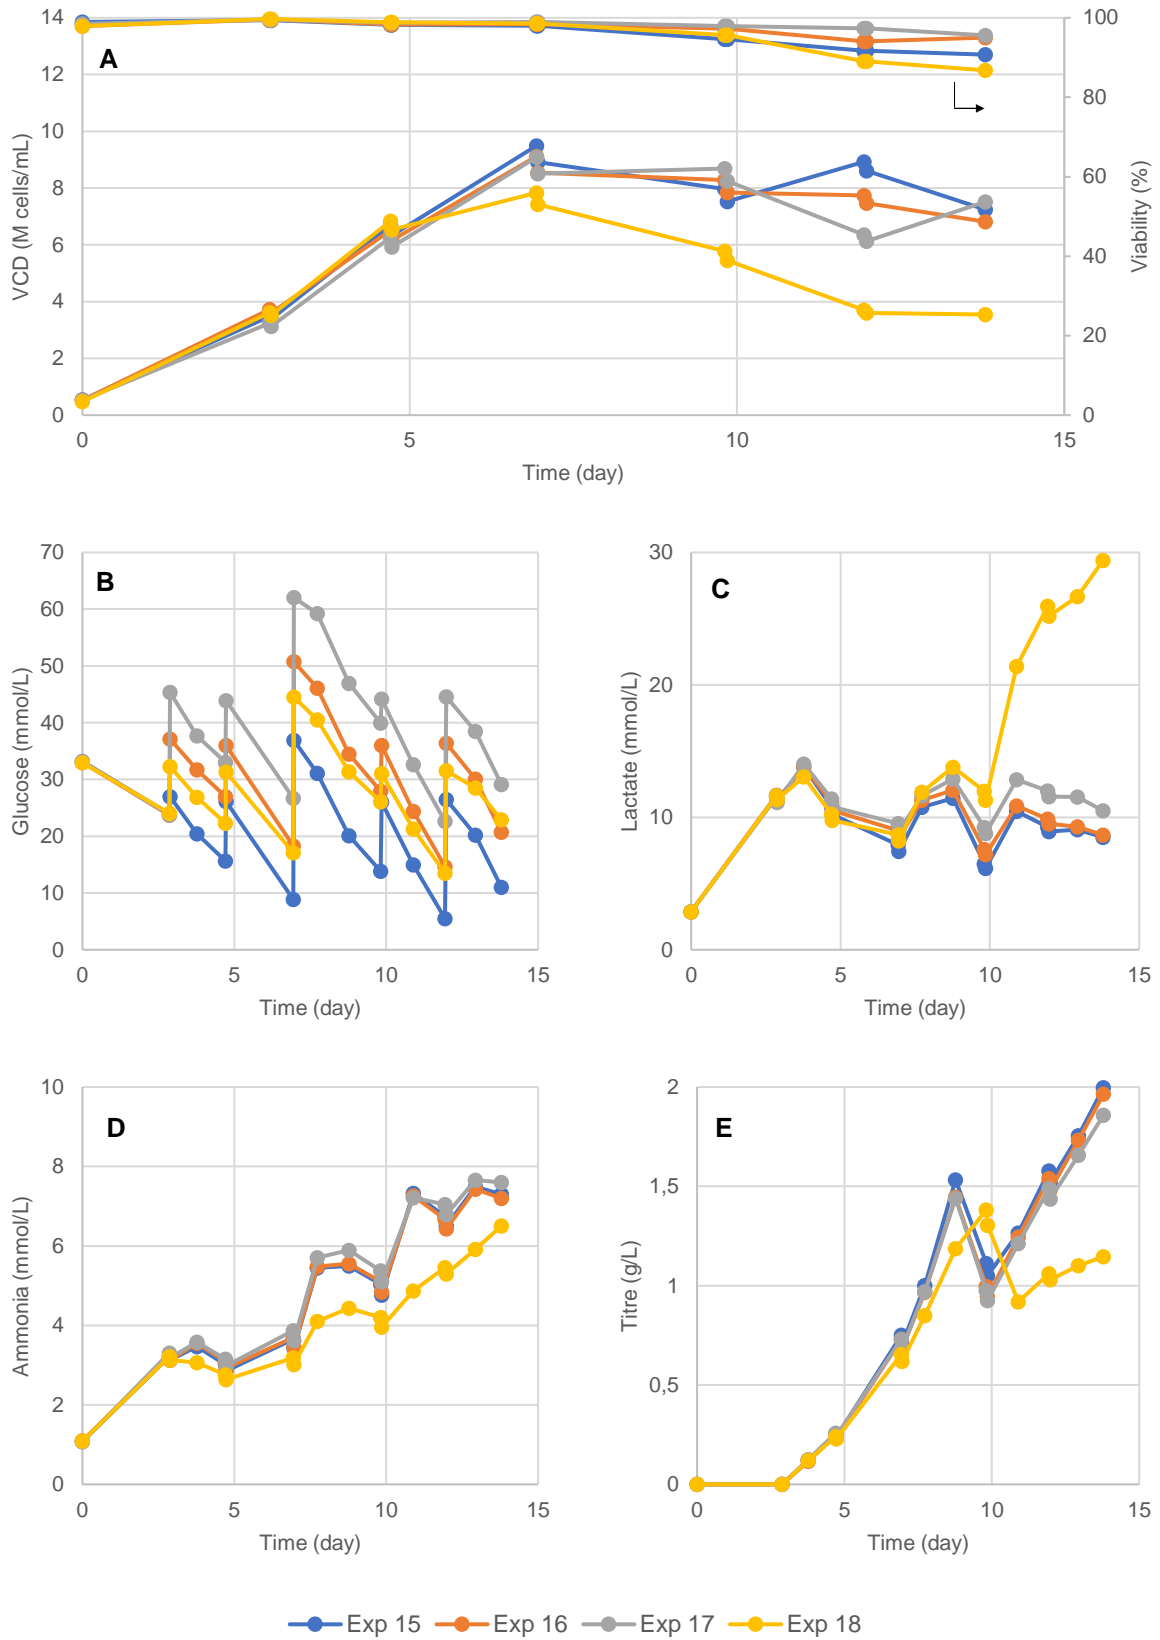 A
14
12
10
8
6
4
2
0
VCD (M cells/mL)
100
80
60
40
20
0
Viability (%)
0 5 10 15
Time (day)
B
70
60
50
40
30
20
10
0
Glucose (mmol/L)
0 5 10 15
Time (day)
C
30
20
10
0
Lactate (mmol/L)
0 5 10 15
Time (day)
D
10
8
6
4
2
0
Ammonia (mmol/L)
0 5 10 15
Time (day)
E
2
1,5
1
0,5
0
Titre (g/L)
0 5 10 15
Time (day)
Exp 15 Exp 16 Exp 17 Exp 18